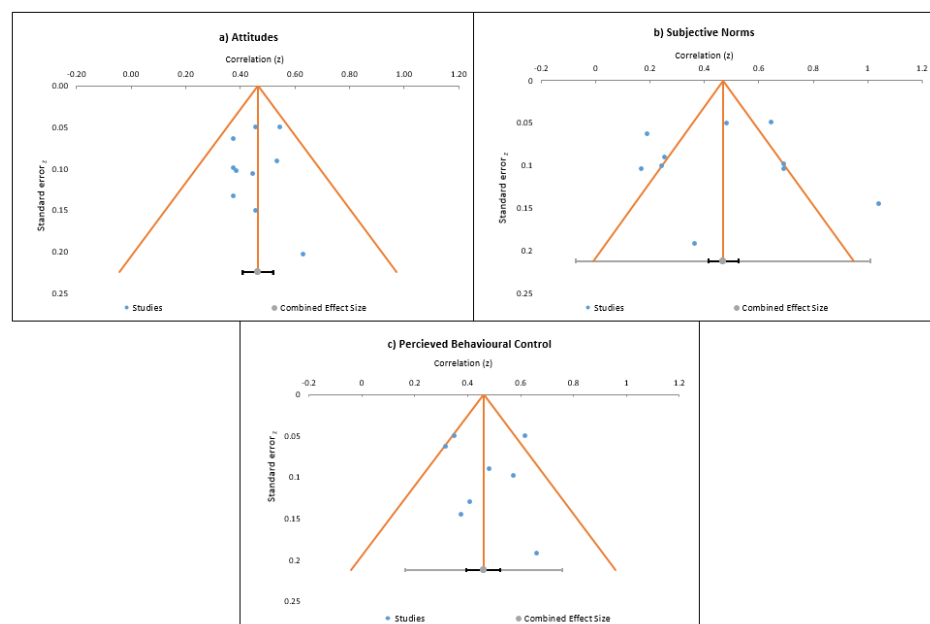 a) Attitudes
Correlation (z)
-0.20 0.00 0.20 0.40 0.60 0.80 1.00 1.20
0.00
0.05
0.10
0.15
0.20
0.25
Standard error z
Studies Combined Effect Size
b) Subjective Norms
Correlation (z)
-0.2 0 0.2 0.4 0.6 0.8 1 1.2
0
0.05
0.1
0.15
0.2
0.25
Standard error z
Studies Combined Effect Size
c) Percieved Behavioural Control
Correlation (z)
-0.2 0 0.2 0.4 0.6 0.8 1 1.2
0
0.05
0.1
0.15
0.2
0.25
Standard error z
Studies Combined Effect Size